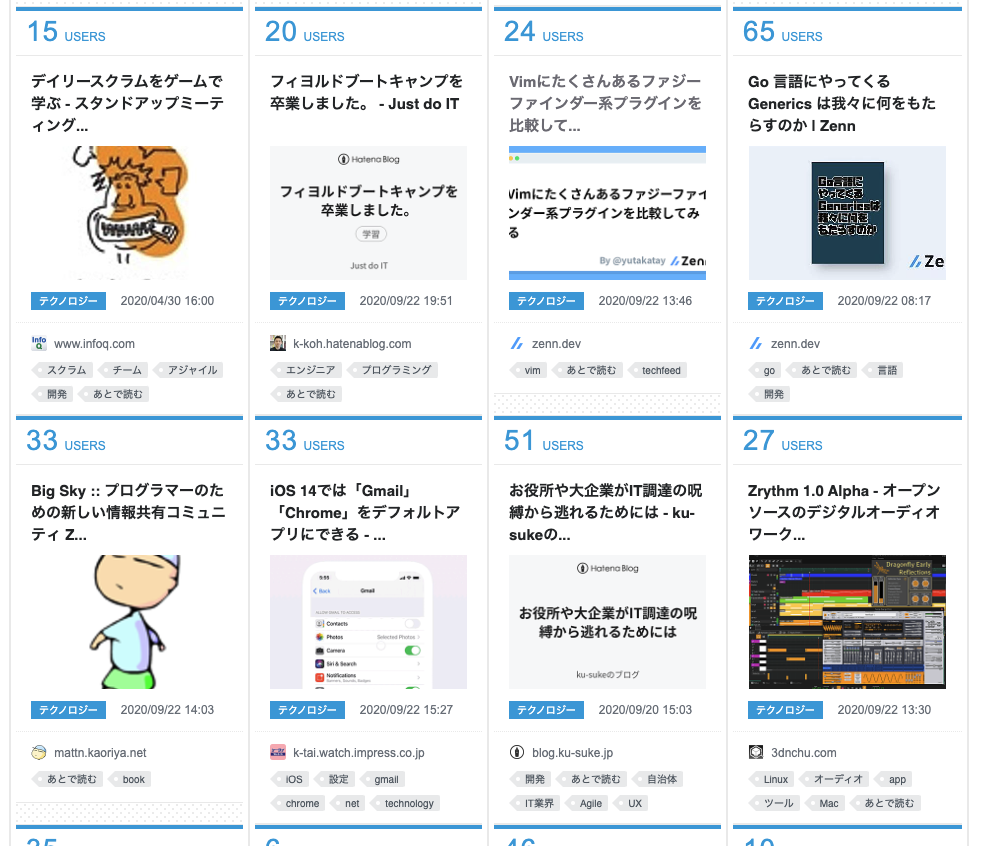 15 USERS
デイリースクラムをゲームで
学ぶ - スタンドアップミーテ
ィング...
テクノロジー 2020/04/30 16:00
Info Q www.infoq.com
スクラム チーム アジャイル
開発 あとで読む
20 USERS
フィヨルドブートキャンプを
卒業しました。 - Just do IT
Hatena Blog
フィヨルドブートキャンプを
卒業しました。
学習
Just do IT
テクノロジー 2020/09/22 19:51
k-koh.hatenablog.com
エンジニア プログラミング
あとで読む
24 USERS
Vimにたくさんあるファジー
ファインダー系プラグインを
比較して...
Vimにたくさんあるファジーファイ
ンダー系プラグインを比較してみ
る
By @yutakatay Zenn
テクノロジー 2020/09/22 13:46
zenn.dev
vim あとで読む techfeed
65 USERS
Go 言語にやってくる
Generics は我々に何をもた
らすのか | Zenn
Go言語に
やってくる
Genericsは
我々に何を
もたらすのか
Ze
テクノロジー 2020/09/22 08:17
zenn.dev
go あとで読む 言語
開発
33 USERS
Big Sky :: プログラマーのた
めの新しい情報共有コミュニ
ティ Z...
テクノロジー 2020/09/22 14:03
mattn.kaoriya.net
あとで読む book
33 USERS
iOS 14では「Gmail」
「Chrome」をデフォルトア
プリにできる - ...
5:55
Back Gmail
ALLOW GMAIL TO ACCESS
Contacts
Photos Selected Photos
Camera
Siri & Search
Notifications
Banners, Sounds, Badges
テクノロジー 2020/09/22 15:27
k-tai.watch.impress.co.jp
iOS 設定 gmail
chrome net technology
51 USERS
お役所や大企業がIT調達の呪
縛から逃れるためには - ku-
sukeの...
Hatena Blog
お役所や大企業がIT調達の呪
縛から逃れるためには
ku-sukeのブログ
テクノロジー 2020/09/20 15:03
blog.ku-suke.jp
開発 あとで読む 自治体
IT業界 Agile UX
27 USERS
Zrythm 1.0 Alpha - オープン
ソースのデジタルオーディオ
ワーク...
Dragonfly Early
Reflections
テクノロジー 2020/09/22 13:30
3dnchu.com
Linux オーディオ app
ツール Mac あとで読む